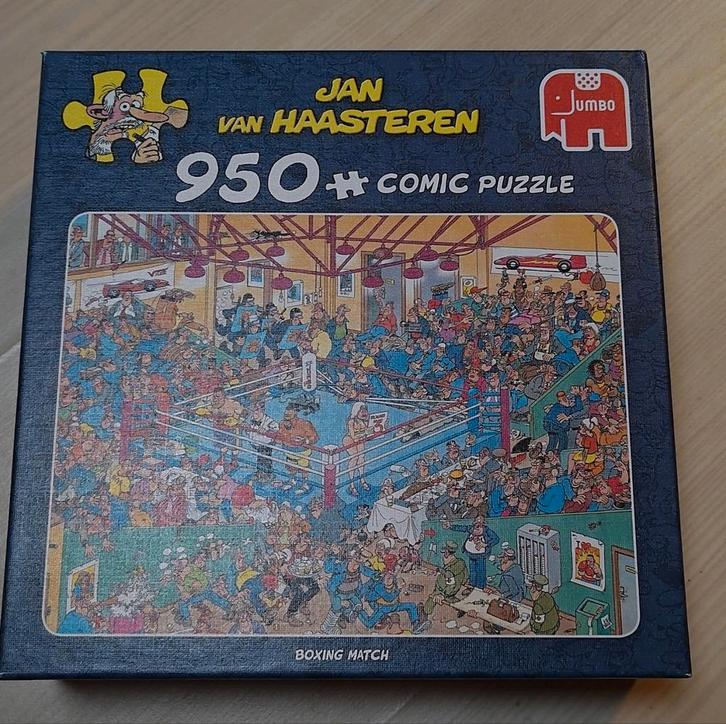 JAN
VAN HAASTEREN
JUMBO
950 COMIC PUZZLE
BOXING MATCH